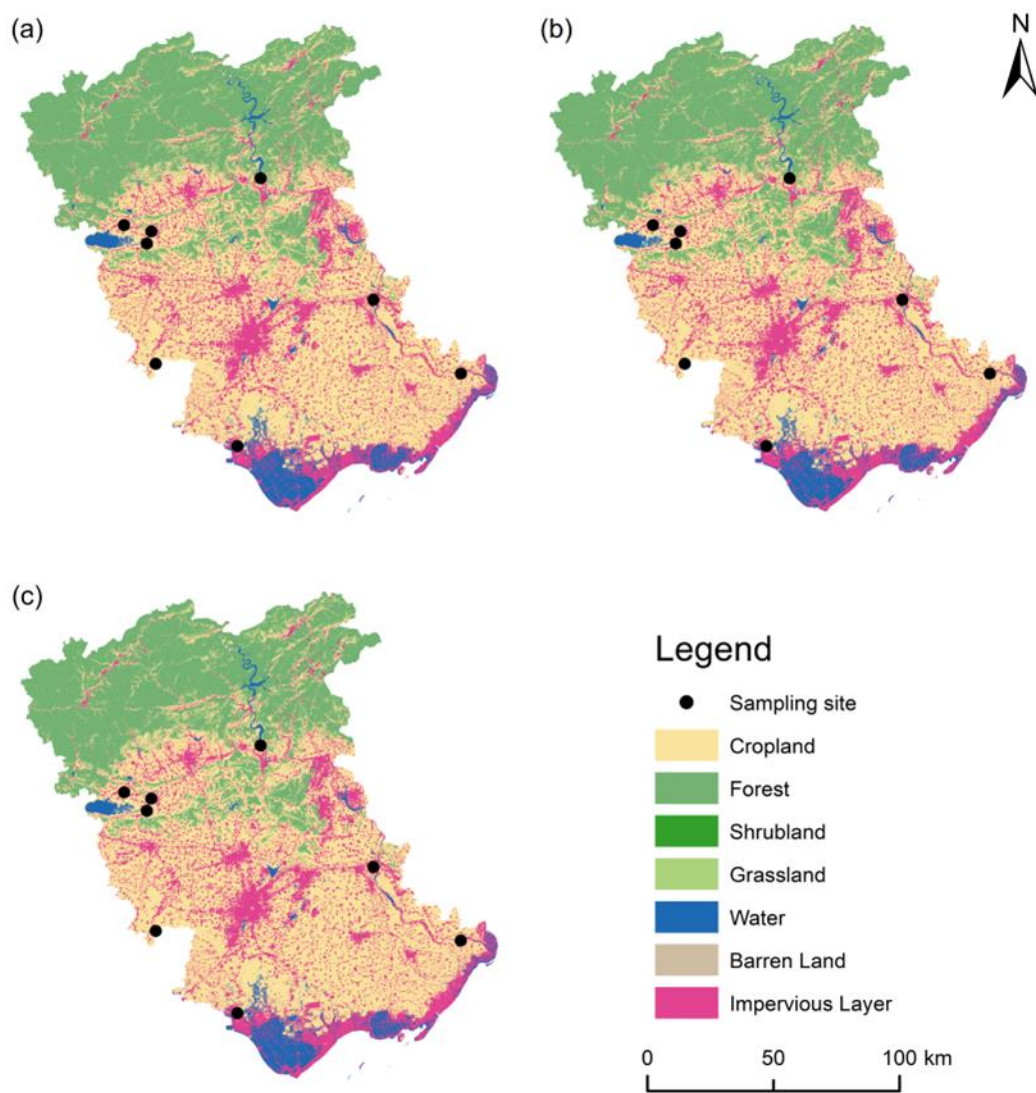 (a)
(b)
N
(c)
Legend
Sampling site
Cropland
Forest
Shrubland
Grassland
Water
Barren Land
Impervious Layer
0 50 100 km